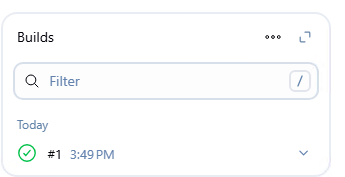 Builds
Filter /
Today
#1 3:49 PM